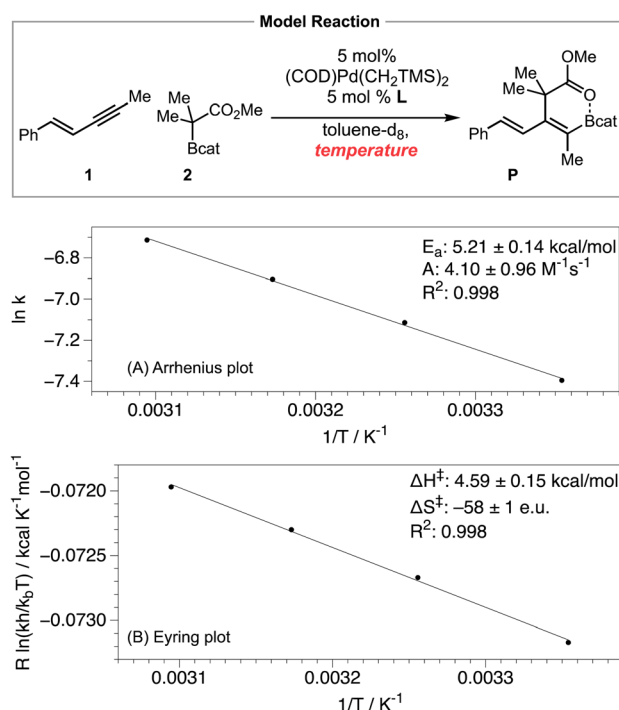 Model Reaction
Ph
Me
1
Me
Me
CO₂Me
Bcat
2
5 mol%
(COD)Pd(CH₂TMS)₂
5 mol % L
toluene-d₈,
temperature
OMe
Me
Me
O
Ph
Bcat
Me
P
ln k
−6.8
−7.0
−7.2
−7.4
Eₐ: 5.21 ± 0.14 kcal/mol
A: 4.10 ± 0.96 M⁻¹s⁻¹
R²: 0.998
(A) Arrhenius plot
0.0031
0.0032
0.0033
1/T / K⁻¹
R ln(kh/k_bT) / kcal K⁻¹mol⁻¹
−0.0720
−0.0725
−0.0730
ΔH‡: 4.59 ± 0.15 kcal/mol
ΔS‡: −58 ± 1 e.u.
R²: 0.998
(B) Eyring plot
0.0031
0.0032
0.0033
1/T / K⁻¹